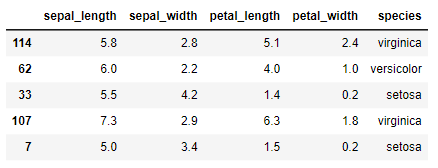 sepal_length sepal_width petal_length petal_width species
114 5.8 2.8 5.1 2.4 virginica
62 6.0 2.2 4.0 1.0 versicolor
33 5.5 4.2 1.4 0.2 setosa
107 7.3 2.9 6.3 1.8 virginica
7 5.0 3.4 1.5 0.2 setosa